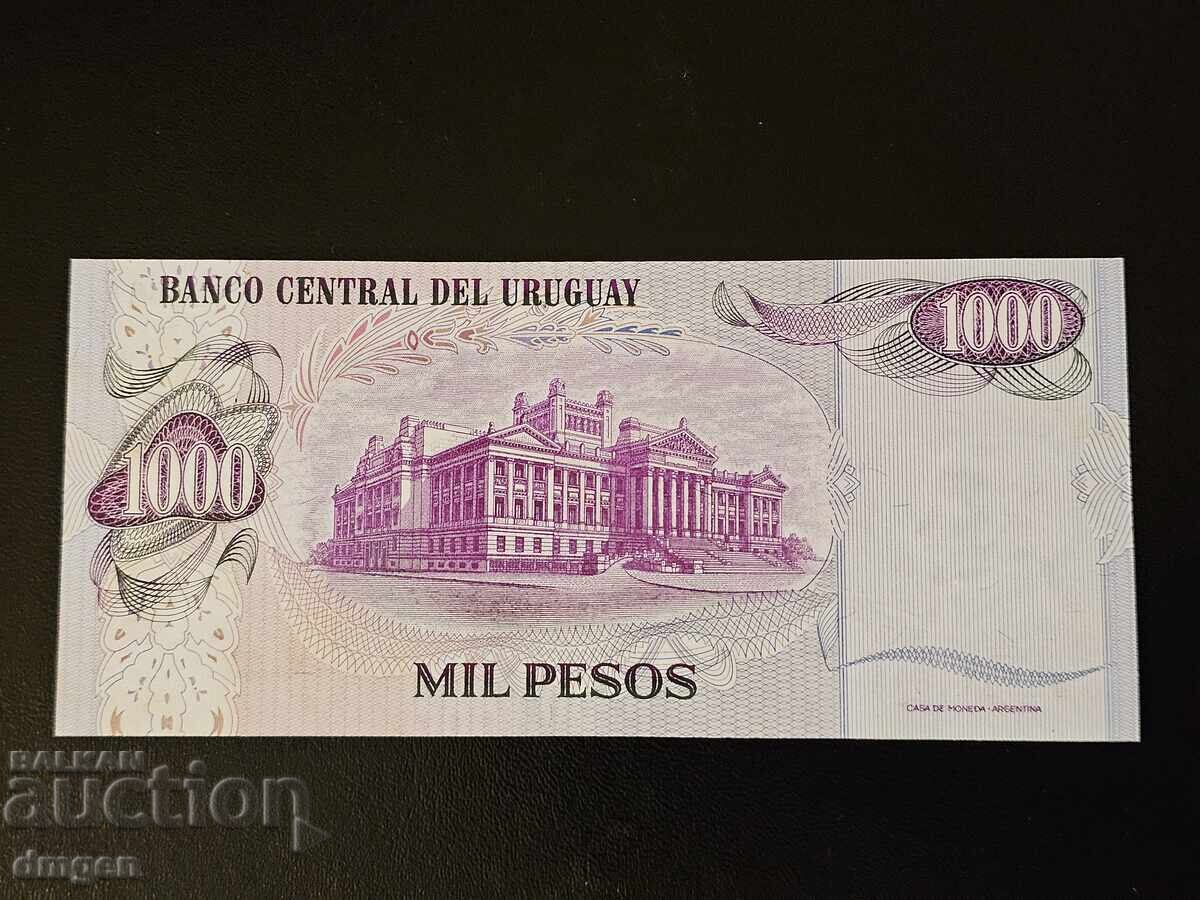 BANCO CENTRAL DEL URUGUAY
1000
1000
MIL PESOS
CASA DE MONEDA - ARGENTINA
BALKAN
auction
dmgen